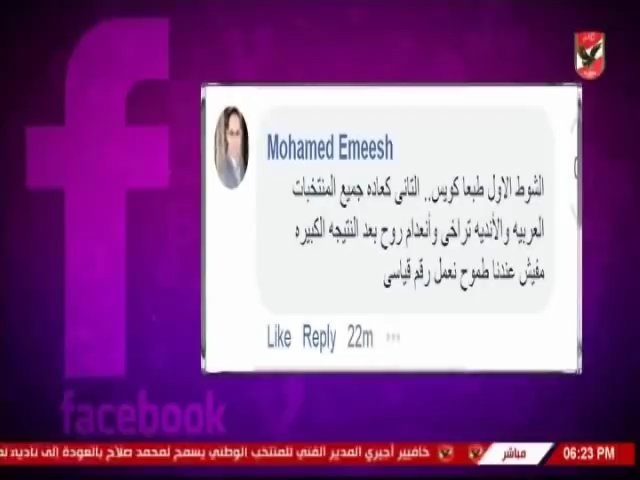 Mohamed Emeesh
الشوط الاول طبعا كويس.. التانى كعاده جميع المنتخبات
العربيه والأنديه تراخى وأنعدام روح بعد النتيجه الكبيره
مفيش عندنا طموح نعمل رقم قياسى
Like Reply 22m
facebook
خافيير أجيري المدير الفني للمنتخب الوطني يسمح لمحمد صلاح بالعودة إلى ناديه
مباشر
06:23 PM